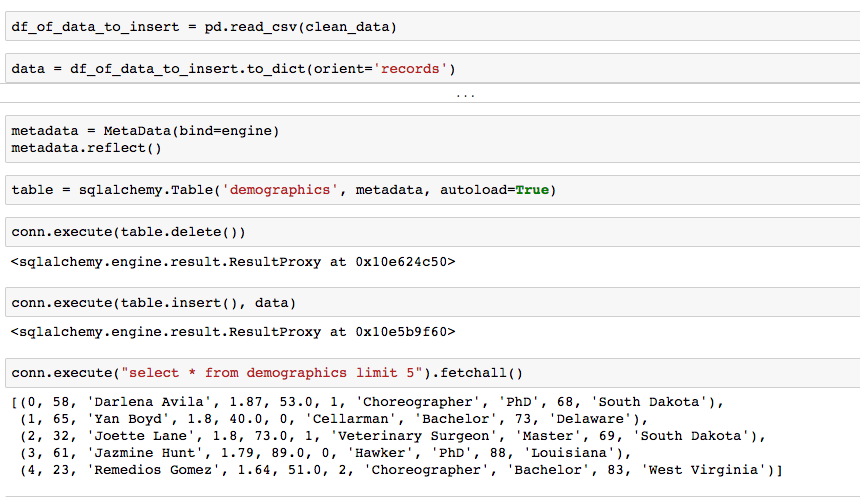 df_of_data_to_insert = pd.read_csv(clean_data)
data = df_of_data_to_insert.to_dict(orient='records')
...
metadata = MetaData(bind=engine)
metadata.reflect()
table = sqlalchemy.Table('demographics', metadata, autoload=True)
conn.execute(table.delete())
<sqlalchemy.engine.result.ResultProxy at 0x10e624c50>
conn.execute(table.insert(), data)
<sqlalchemy.engine.result.ResultProxy at 0x10e5b9f60>
conn.execute("select * from demographics limit 5").fetchall()
[(0, 58, 'Darlena Avila', 1.87, 53.0, 1, 'Choreographer', 'PhD', 68, 'South Dakota'),
 (1, 65, 'Yan Boyd', 1.8, 40.0, 0, 'Cellarman', 'Bachelor', 73, 'Delaware'),
 (2, 32, 'Joette Lane', 1.8, 73.0, 1, 'Veterinary Surgeon', 'Master', 69, 'South Dakota'),
 (3, 61, 'Jazmine Hunt', 1.79, 89.0, 0, 'Hawker', 'PhD', 88, 'Louisiana'),
 (4, 23, 'Remedios Gomez', 1.64, 51.0, 2, 'Choreographer', 'Bachelor', 83, 'West Virginia')]